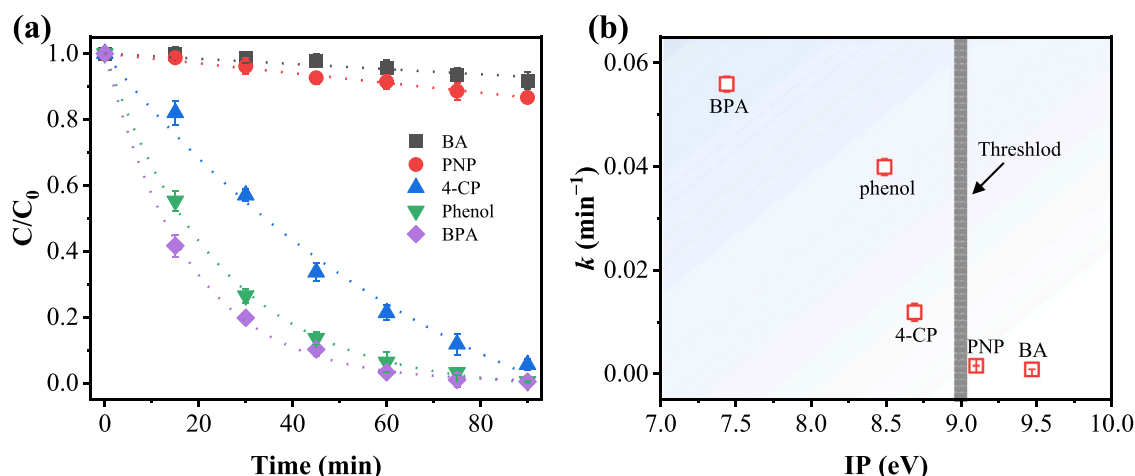 (a)
1.0
0.8
0.6
0.4
0.2
0.0
C/C₀
BA
PNP
4-CP
Phenol
BPA
0
20
40
60
80
Time (min)
(b)
0.06
0.04
0.02
0.00
k (min⁻¹)
BPA
phenol
Threshlod
4-CP
PNP
BA
7.0
7.5
8.0
8.5
9.0
9.5
10.0
IP (eV)